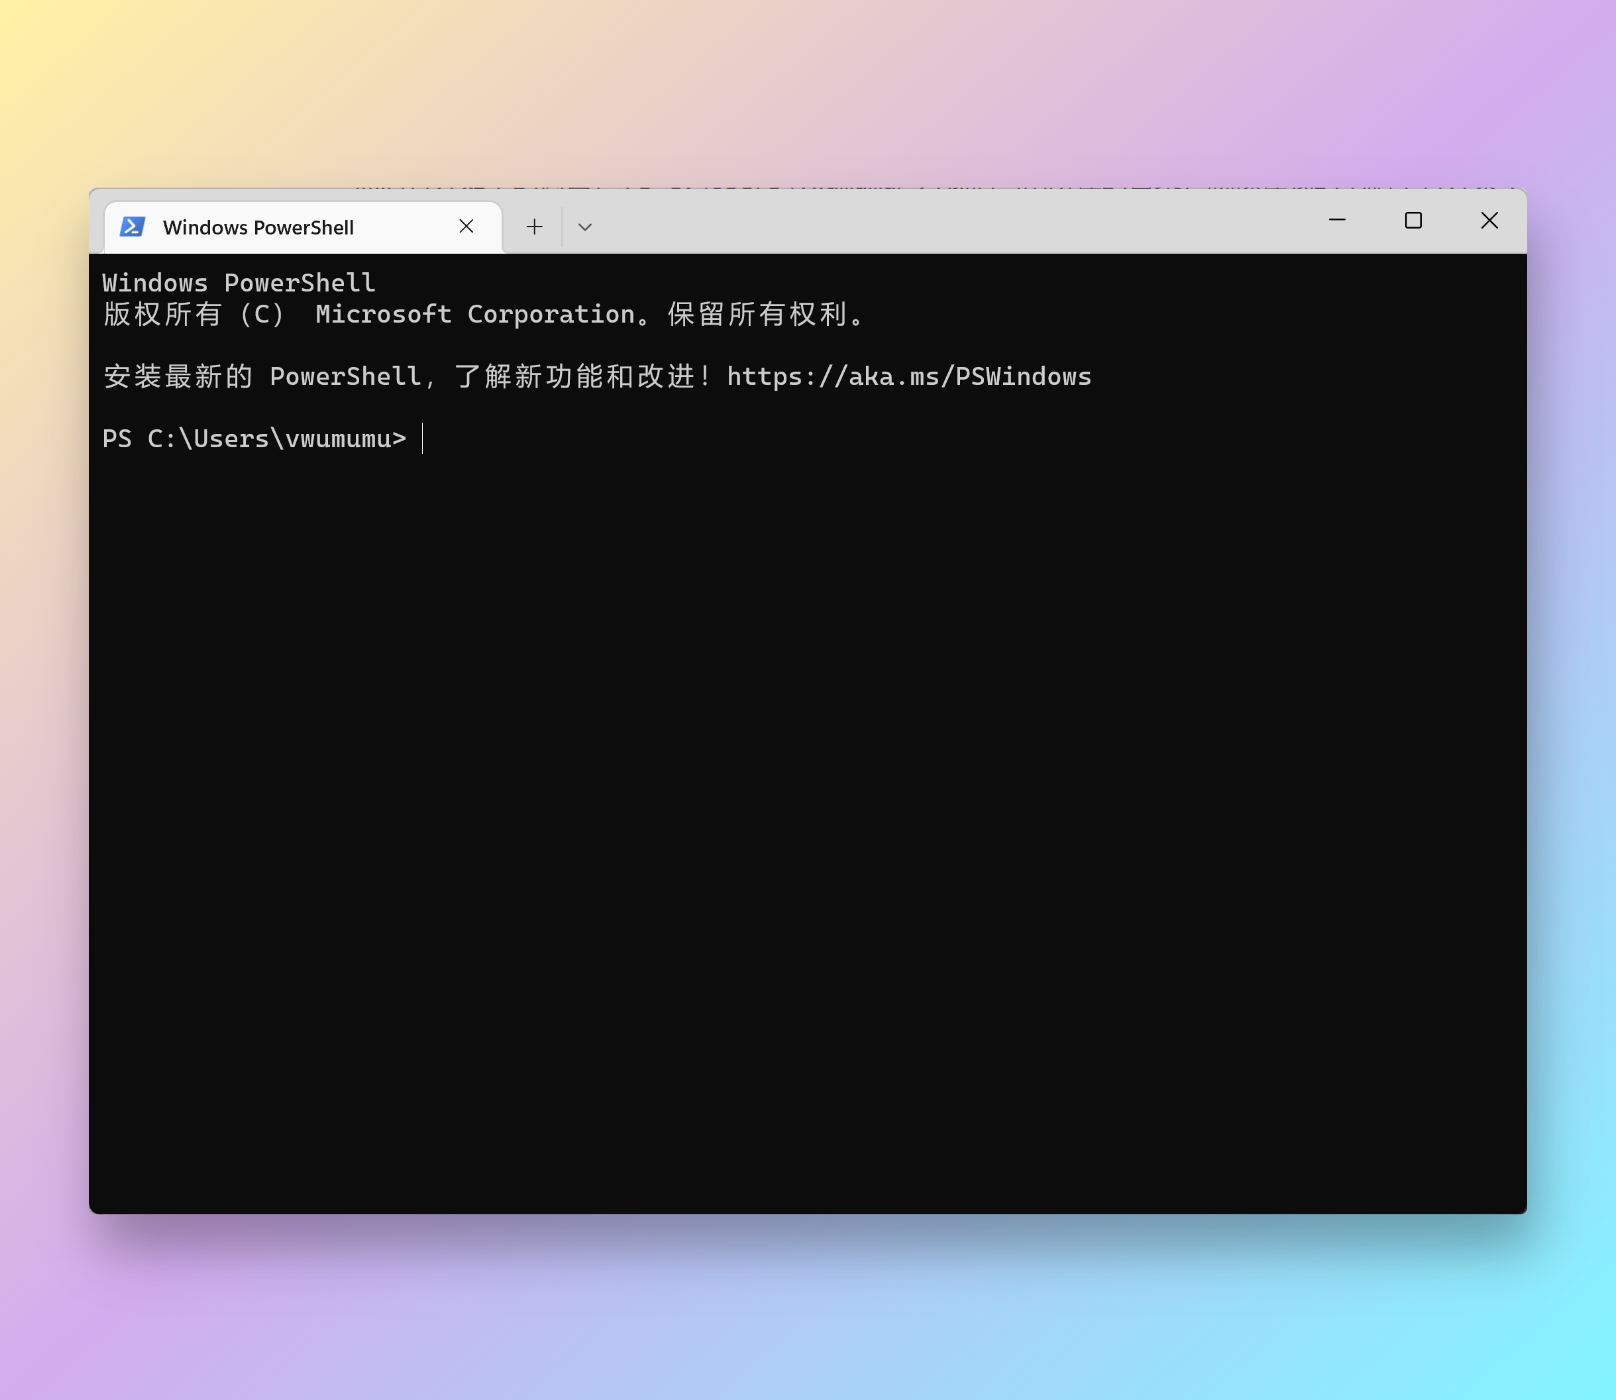 Windows PowerShell
Windows PowerShell
版权所有（C） Microsoft Corporation。保留所有权利。
安装最新的 PowerShell，了解新功能和改进！https://aka.ms/PSWindows
PS C:\Users\vwumumu>